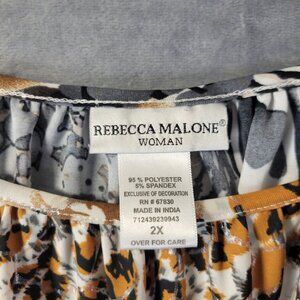 REBECCA MALONE®
WOMAN
95 % POLYESTER
5% SPANDEX
EXCLUSIVE OF DECORATION
RN # 67830
MADE IN INDIA
712439239943
2X
OVER FOR CARE